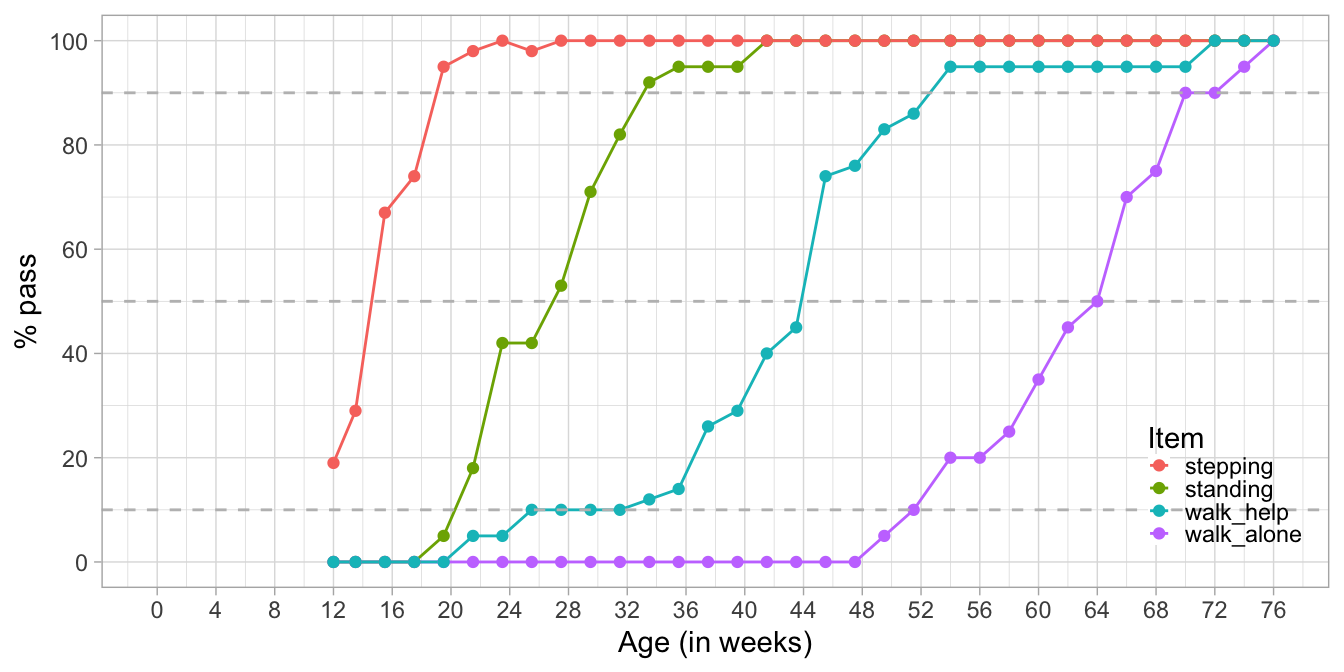 100
80
60
40
20
0
% pass
Item
stepping
standing
walk_help
walk_alone
0 4 8 12 16 20 24 28 32 36 40 44 48 52 56 60 64 68 72 76
Age (in weeks)